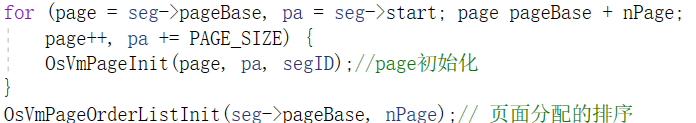 for (page = seg->pageBase, pa = seg->start; page pageBase + nPage;
page++, pa += PAGE_SIZE) {
OsVmPageInit(page, pa, segID);//page初始化
}
OsVmPageOrderListInit(seg->pageBase, nPage);// 页面分配的排序